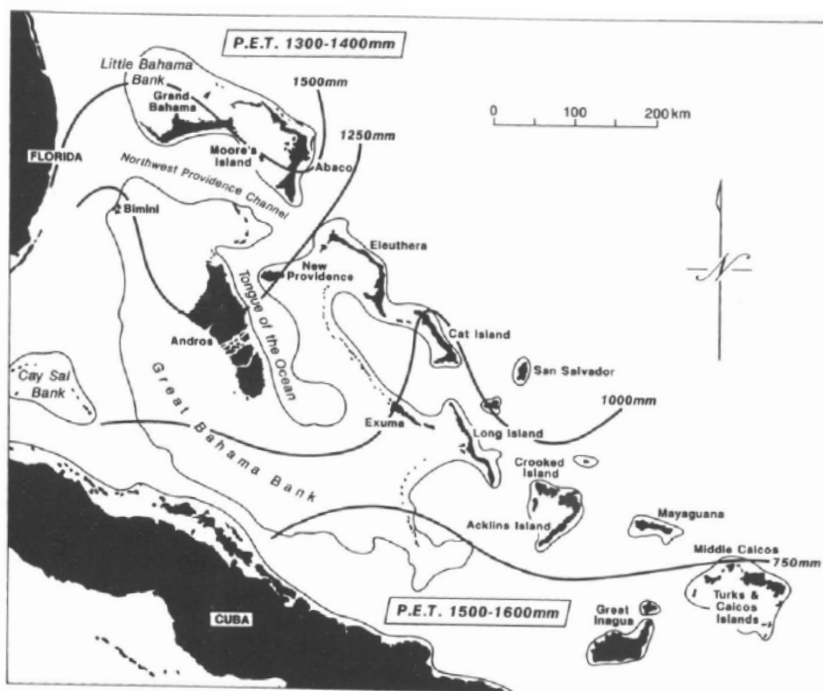 P.E.T. 1300-1400mm
Little Bahama
Bank
Grand
Bahama
1500mm
0 100 200 km
1250mm
Moore's
Island
Abaco
FLORIDA
Northwest Providence Channel
Bimini
Eleuthera
New
Providence
N
Tongue of the Ocean
Andros
Cat Island
San Salvador
Cay Sal
Bank
Great Bahama Bank
1000mm
Exuma
Long Island
Crooked
Island
Acklins Island
Mayaguana
Middle Caicos
750mm
Turks &
Caicos
Islands
P.E.T. 1500-1600mm
Great
Inagua
CUBA